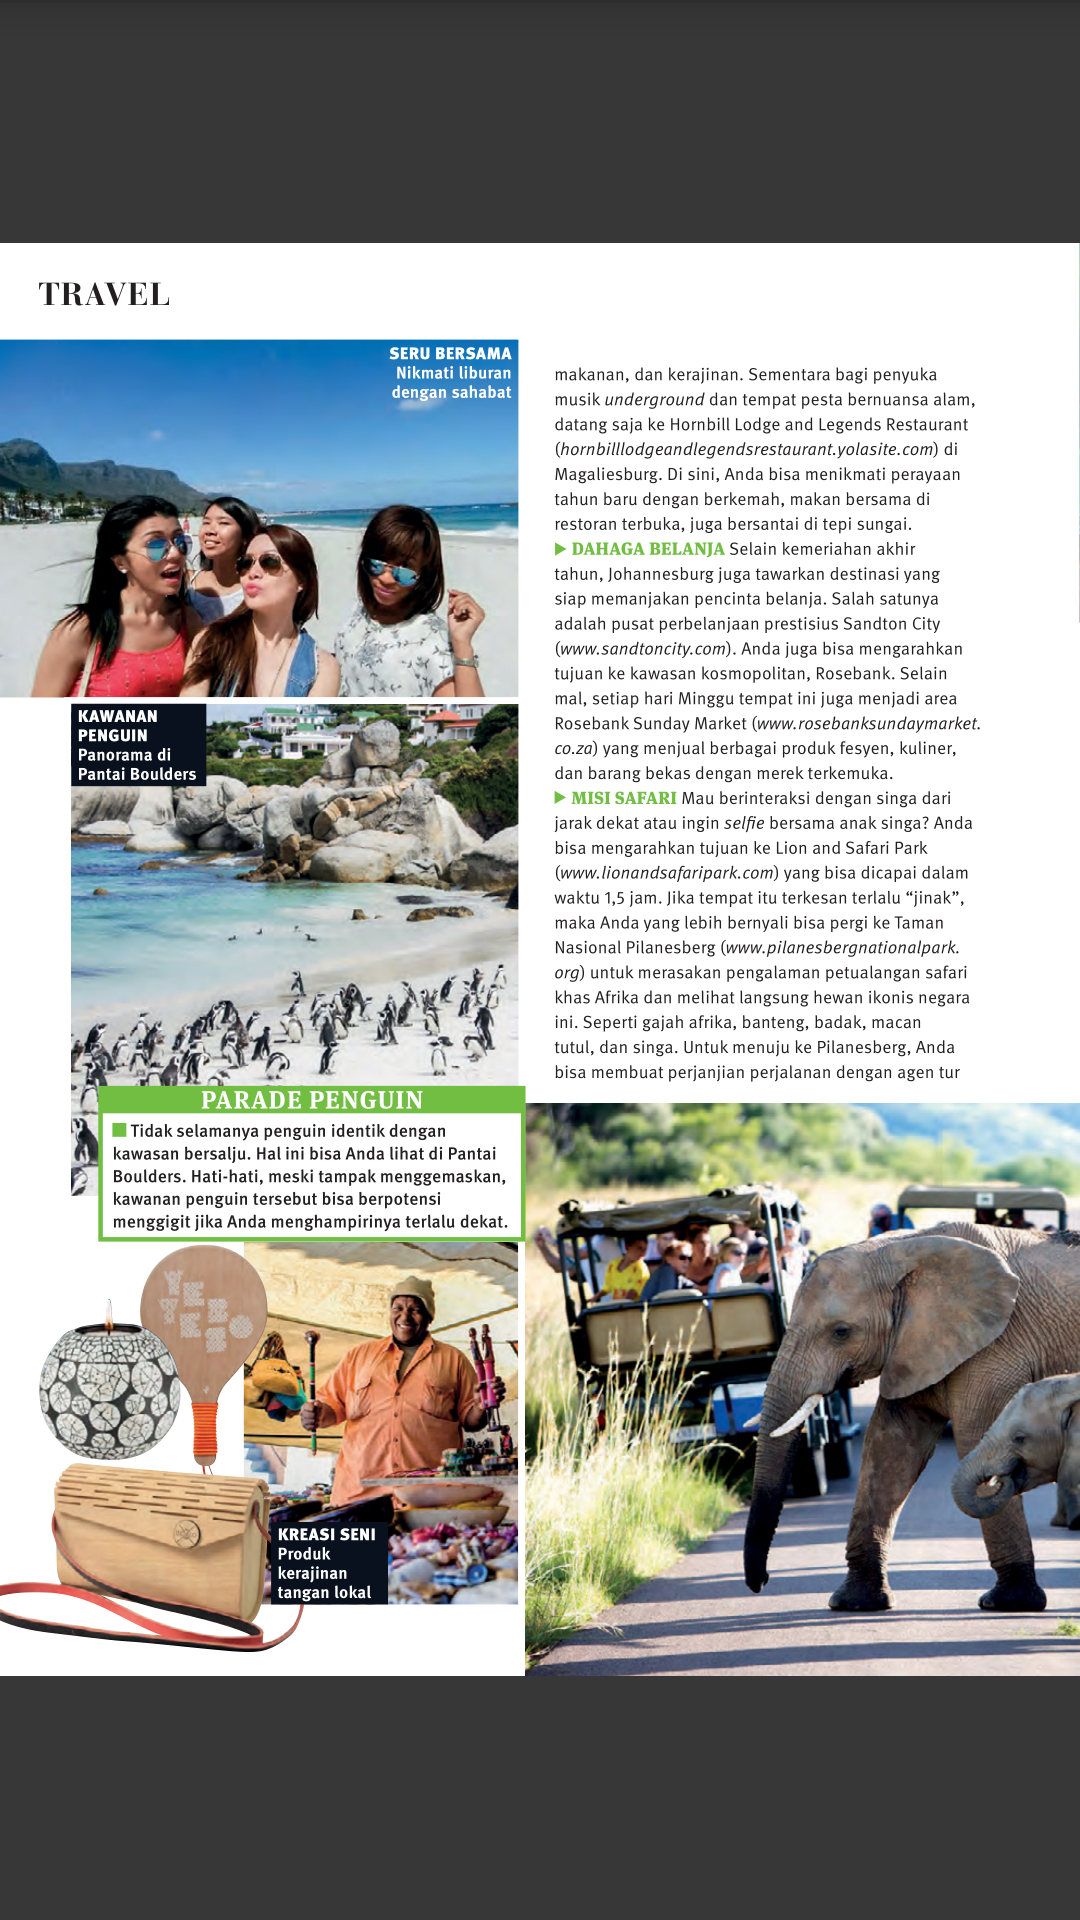 TRAVEL
SERU BERSAMA
Nikmati liburan
dengan sahabat
KAWANAN
PENGUIN
Panorama di
Pantai Boulders
PARADE PENGUIN
Tidak selamanya penguin identik dengan
kawasan bersalju. Hal ini bisa Anda lihat di Pantai
Boulders. Hati-hati, meski tampak menggemaskan,
kawanan penguin tersebut bisa berpotensi
menggigit jika Anda menghampirinya terlalu dekat.
KREASI SENI
Produk
kerajinan
tangan lokal
makanan, dan kerajinan. Sementara bagi penyuka
musik underground dan tempat pesta bernuansa alam,
datang saja ke Hornbill Lodge and Legends Restaurant
(hornbilllodgeandlegendsrestaurant.yolasite.com) di
Magaliesburg. Di sini, Anda bisa menikmati perayaan
tahun baru dengan berkemah, makan bersama di
restoran terbuka, juga bersantai di tepi sungai.
▶ DAHAGA BELANJA Selain kemeriahan akhir
tahun, Johannesburg juga tawarkan destinasi yang
siap memanjakan pencinta belanja. Salah satunya
adalah pusat perbelanjaan prestisius Sandton City
(www.sandtoncity.com). Anda juga bisa mengarahkan
tujuan ke kawasan kosmopolitan, Rosebank. Selain
mal, setiap hari Minggu tempat ini juga menjadi area
Rosebank Sunday Market (www.rosebanksundaymarket.
co.za) yang menjual berbagai produk fesyen, kuliner,
dan barang bekas dengan merek terkemuka.
▶ MISI SAFARI Mau berinteraksi dengan singa dari
jarak dekat atau ingin selfie bersama anak singa? Anda
bisa mengarahkan tujuan ke Lion and Safari Park
(www.lionandsafaripark.com) yang bisa dicapai dalam
waktu 1,5 jam. Jika tempat itu terkesan terlalu “jinak”,
maka Anda yang lebih bernyali bisa pergi ke Taman
Nasional Pilanesberg (www.pilanesbergnationalpark.
org) untuk merasakan pengalaman petualangan safari
khas Afrika dan melihat langsung hewan ikonis negara
ini. Seperti gajah afrika, banteng, badak, macan
tutul, dan singa. Untuk menuju ke Pilanesberg, Anda
bisa membuat perjanjian perjalanan dengan agen tur